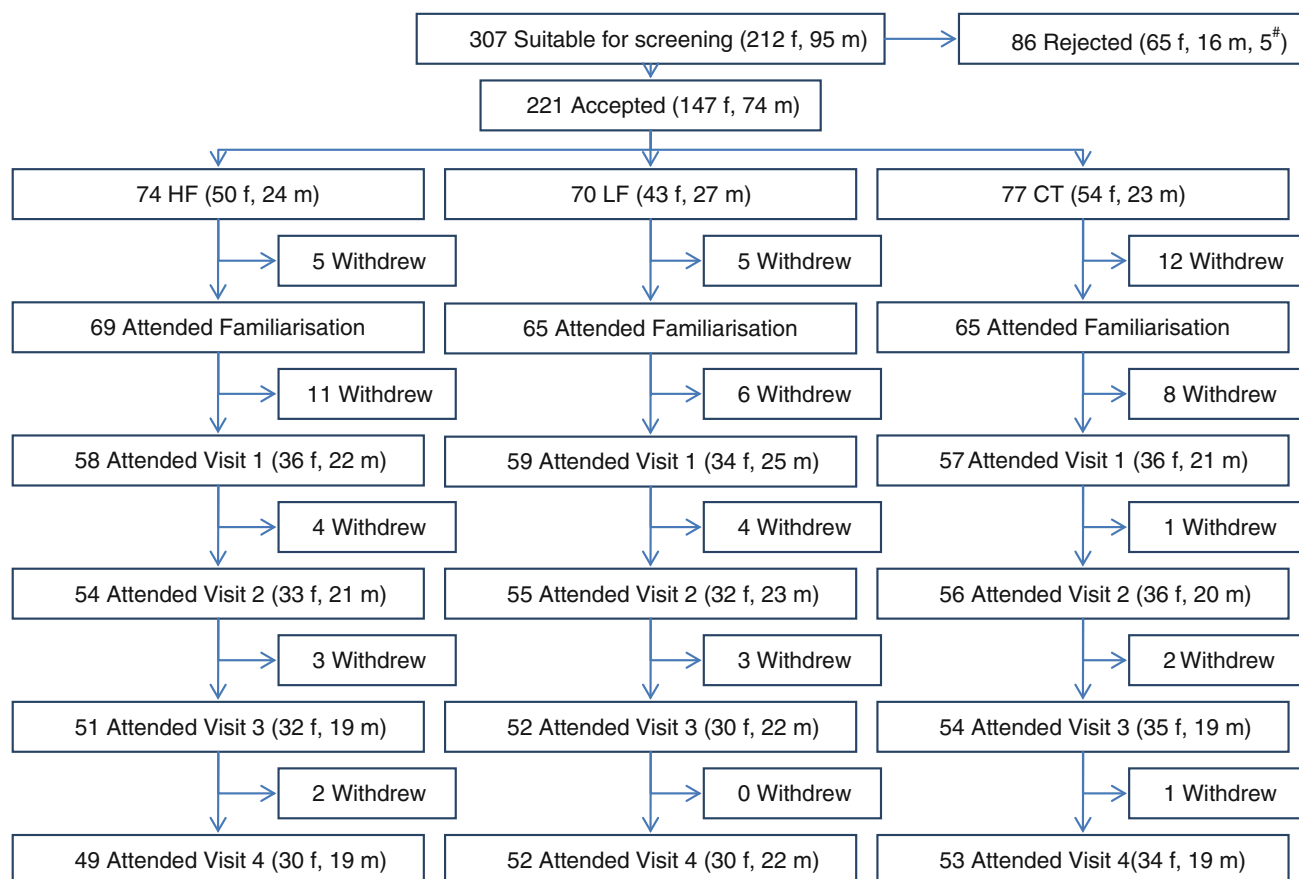 307 Suitable for screening (212 f, 95 m)
86 Rejected (65 f, 16 m, 5#)
221 Accepted (147 f, 74 m)
74 HF (50 f, 24 m)
70 LF (43 f, 27 m)
77 CT (54 f, 23 m)
5 Withdrew
5 Withdrew
12 Withdrew
69 Attended Familiarisation
65 Attended Familiarisation
65 Attended Familiarisation
11 Withdrew
6 Withdrew
8 Withdrew
58 Attended Visit 1 (36 f, 22 m)
59 Attended Visit 1 (34 f, 25 m)
57 Attended Visit 1 (36 f, 21 m)
4 Withdrew
4 Withdrew
1 Withdrew
54 Attended Visit 2 (33 f, 21 m)
55 Attended Visit 2 (32 f, 23 m)
56 Attended Visit 2 (36 f, 20 m)
3 Withdrew
3 Withdrew
2 Withdrew
51 Attended Visit 3 (32 f, 19 m)
52 Attended Visit 3 (30 f, 22 m)
54 Attended Visit 3 (35 f, 19 m)
2 Withdrew
0 Withdrew
1 Withdrew
49 Attended Visit 4 (30 f, 19 m)
52 Attended Visit 4 (30 f, 22 m)
53 Attended Visit 4(34 f, 19 m)